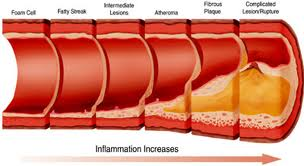 Foam Cell
Fatty Streak
Intermediate
Lesions
Atheroma
Fibrous
Plaque
Complicated
Lesion/Rupture
Inflammation Increases